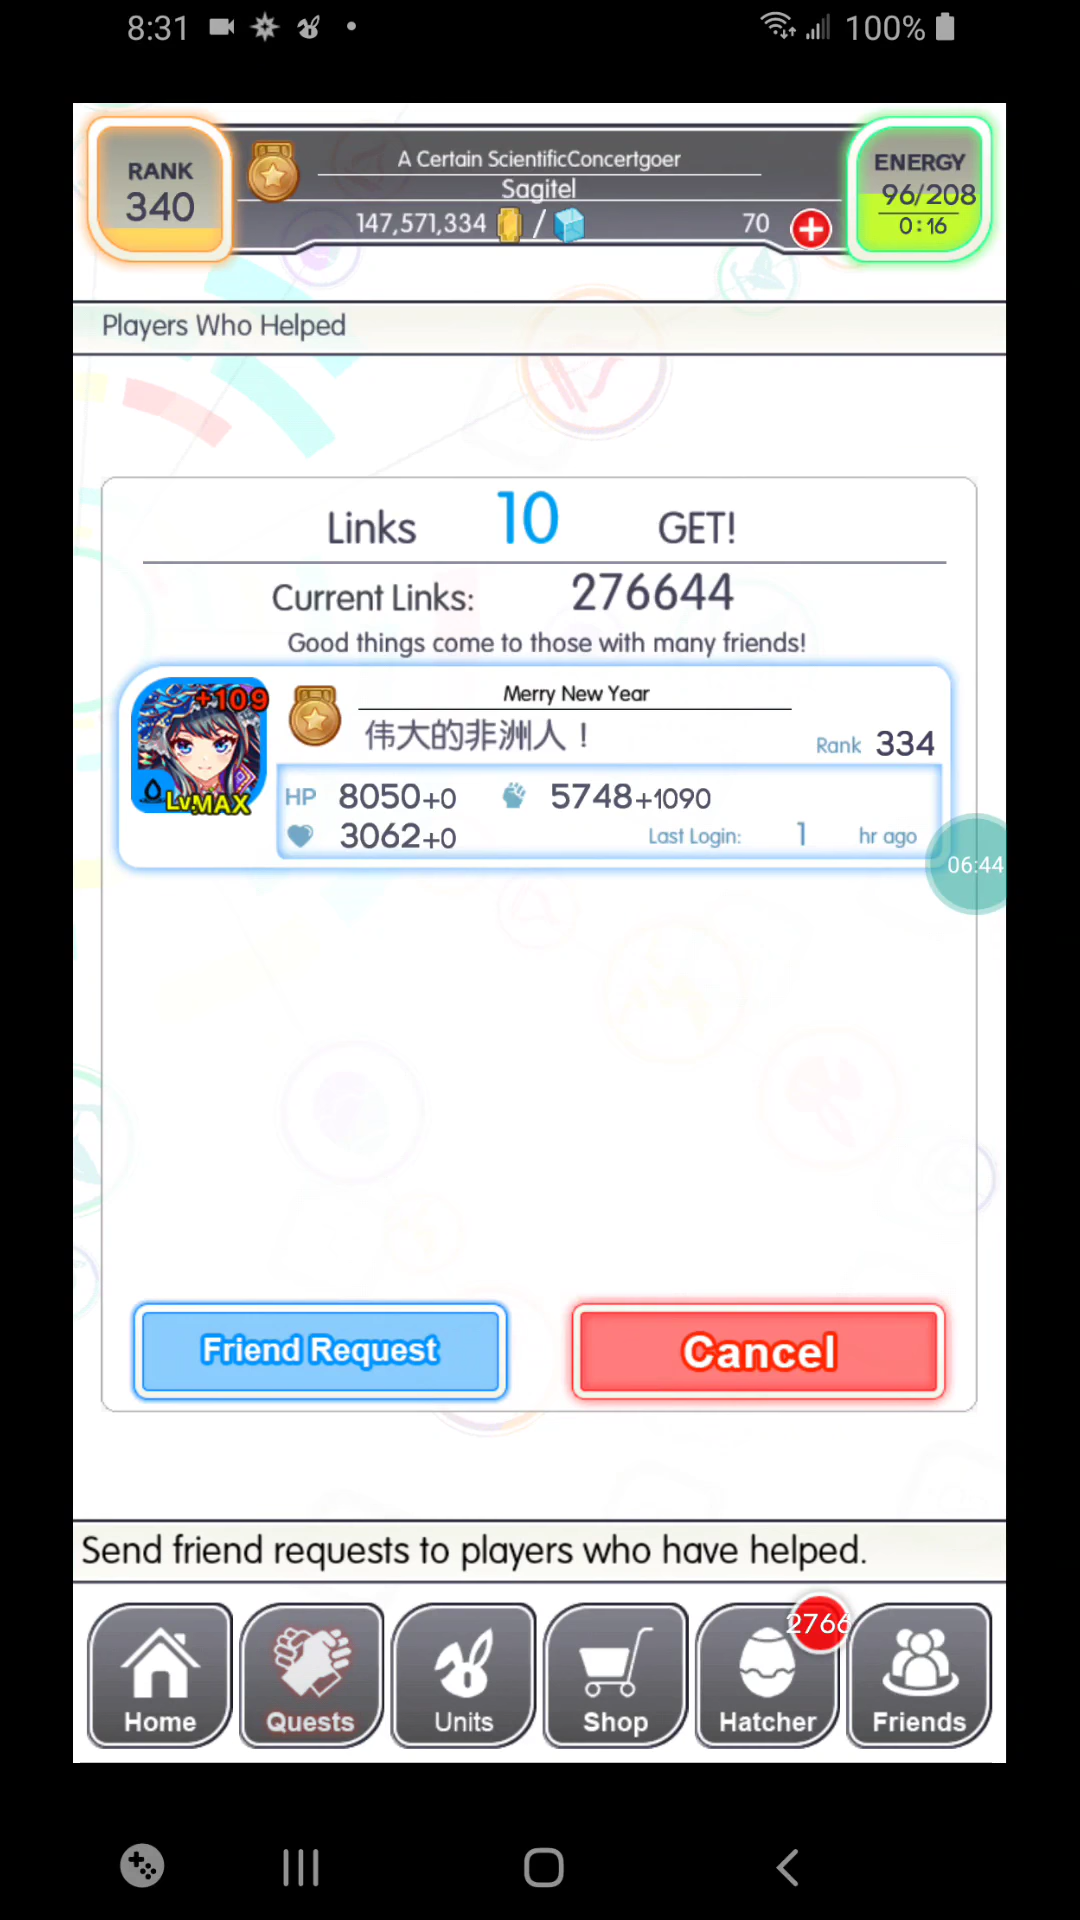 8:31
100%
RANK
340
A Certain ScientificConcertgoer
Sagitel
147,571,334 / 70
ENERGY
96/208
0:16
Players Who Helped
Links 10 GET!
Current Links: 276644
Good things come to those with many friends!
+109
Lv.MAX
Merry New Year
伟大的非洲人！
Rank 334
HP 8050+0 5748+1090
3062+0 Last Login: 1 hr ago
06:44
Friend Request
Cancel
Send friend requests to players who have helped.
2766
Home
Quests
Units
Shop
Hatcher
Friends